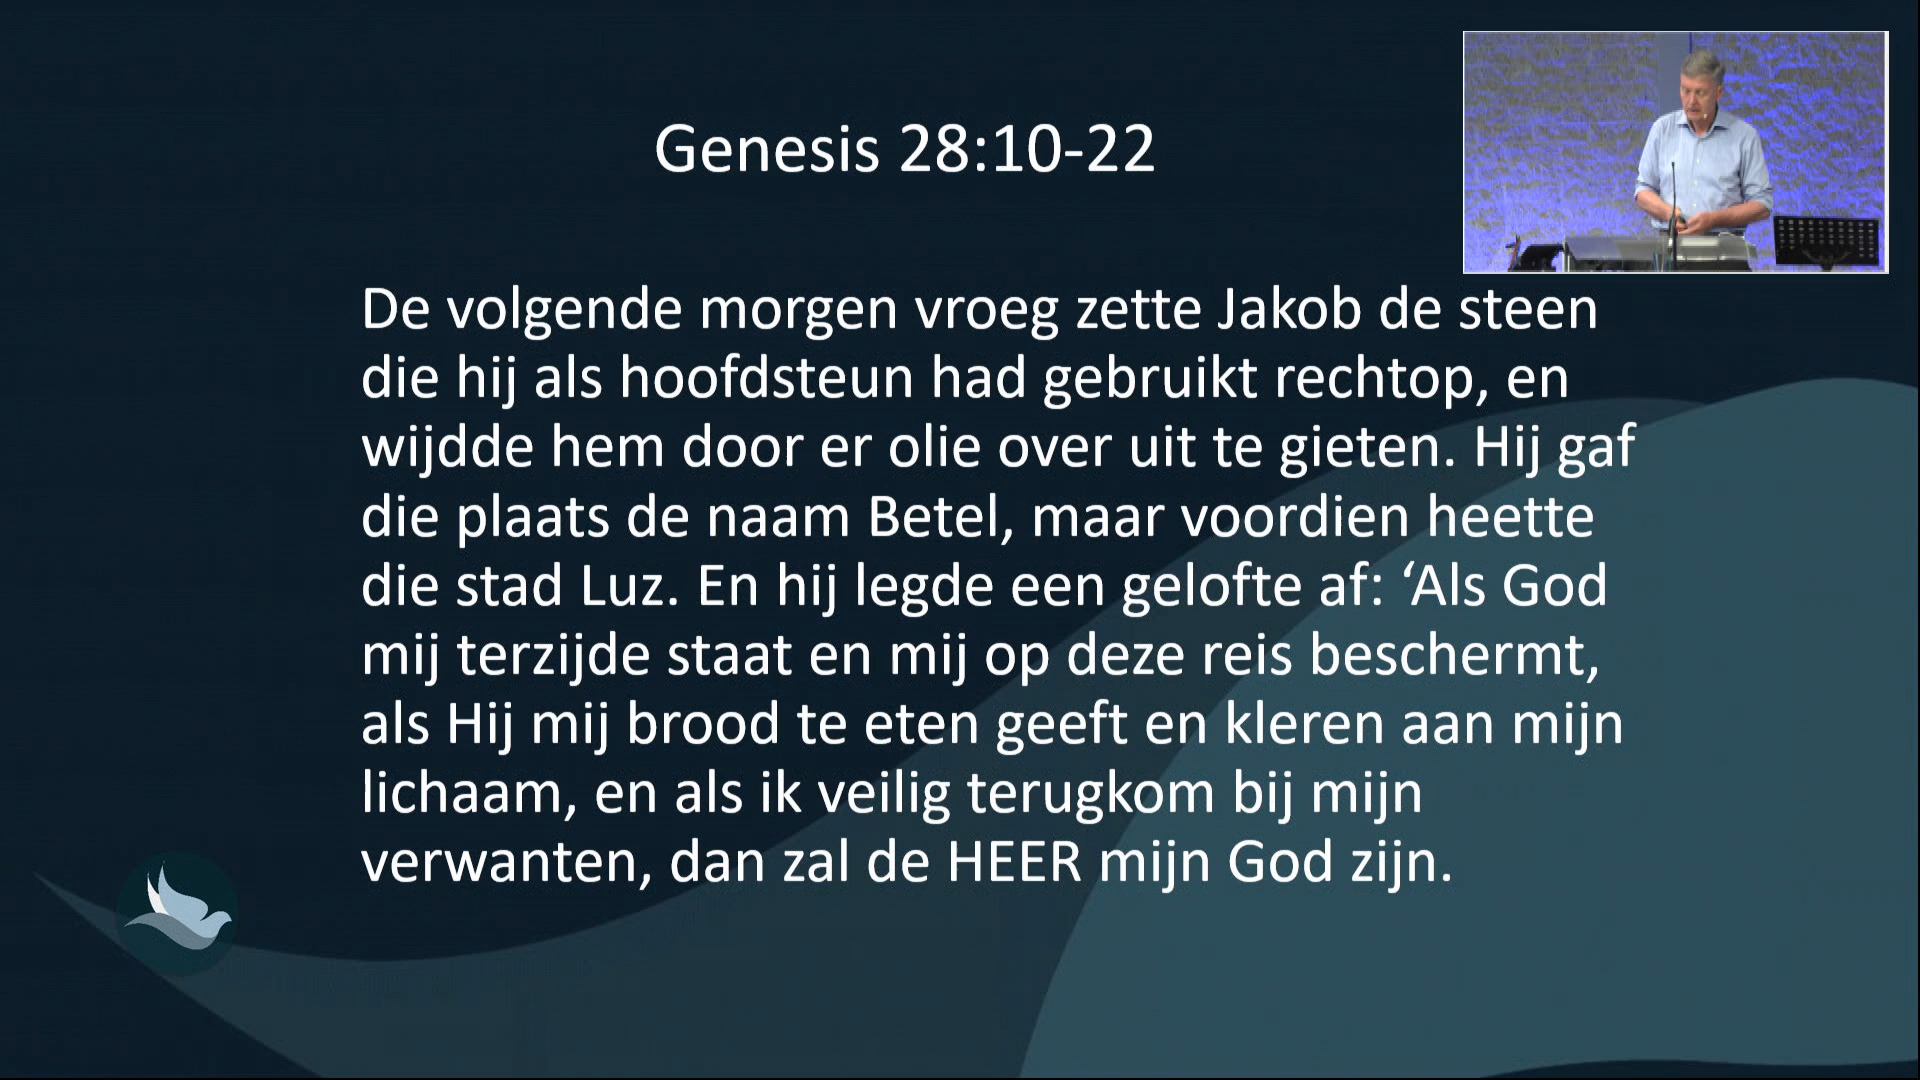 Genesis 28:10-22
De volgende morgen vroeg zette Jakob de steen
die hij als hoofdsteun had gebruikt rechtop, en
wijdde hem door er olie over uit te gieten. Hij gaf
die plaats de naam Betel, maar voordien heette
die stad Luz. En hij legde een gelofte af: ‘Als God
mij terzijde staat en mij op deze reis beschermt,
als Hij mij brood te eten geeft en kleren aan mijn
lichaam, en als ik veilig terugkom bij mijn
verwanten, dan zal de HEER mijn God zijn.